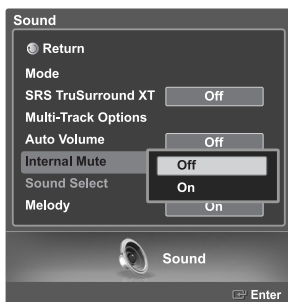 Sound
Return
Mode
SRS TruSurround XT Off
Multi-Track Options
Auto Volume Off
Internal Mute Off
Sound Select On
Melody On
Sound
Enter